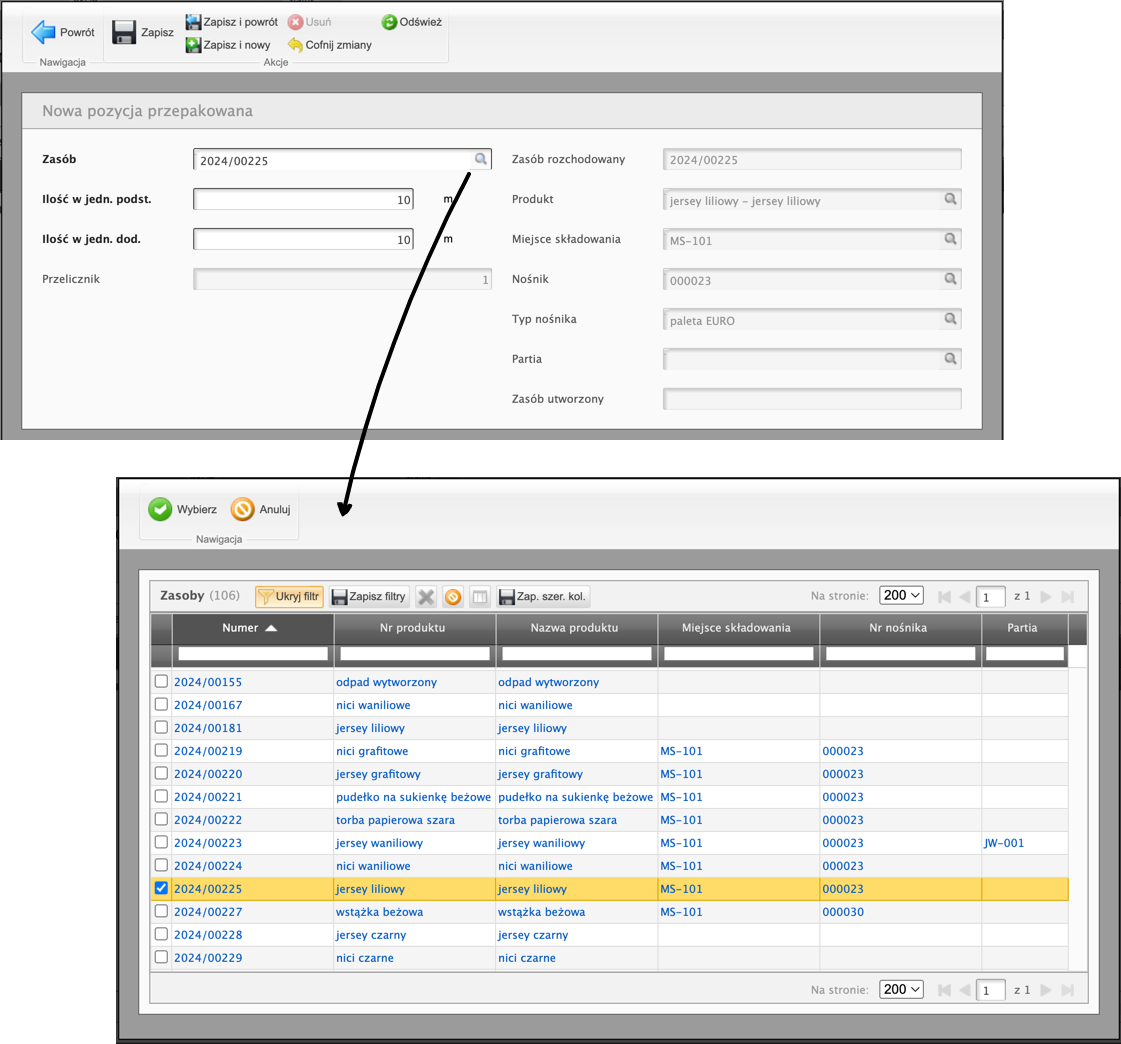 Powrót
Zapisz
Zapisz i powrót
Usuń
Odśwież
Zapisz i nowy
Cofnij zmiany
Nawigacja
Akcje
Nowa pozycja przepakowana
Zasób 2024/00225 Zasób rozchodowany 2024/00225
Ilość w jedn. podst. 10 m Produkt jersey liliowy - jersey liliowy
Ilość w jedn. dod. 10 m Miejsce składowania MS-101
Przelicznik 1 Nośnik 000023
Typ nośnika paleta EURO
Partia
Zasób utworzony
Wybierz Anuluj
Nawigacja
Zasoby (106) Ukryj filtr Zapisz filtry Zap. szer. kol. Na stronie: 200 1 z 1
Numer Nr produktu Nazwa produktu Miejsce składowania Nr nośnika Partia
2024/00155 odpad wytworzony odpad wytworzony
2024/00167 nici waniliowe nici waniliowe
2024/00181 jersey liliowy jersey liliowy
2024/00219 nici grafitowe nici grafitowe MS-101 000023
2024/00220 jersey grafitowy jersey grafitowy MS-101 000023
2024/00221 pudełko na sukienkę beżowe pudełko na sukienkę beżowe MS-101 000023
2024/00222 torba papierowa szara torba papierowa szara MS-101 000023
2024/00223 jersey waniliowy jersey waniliowy MS-101 000023 JW-001
2024/00224 nici waniliowe nici waniliowe MS-101 000023
2024/00225 jersey liliowy jersey liliowy MS-101 000023
2024/00227 wstążka beżowa wstążka beżowa MS-101 000030
2024/00228 jersey czarny jersey czarny
2024/00229 nici czarne nici czarne
Na stronie: 200 1 z 1